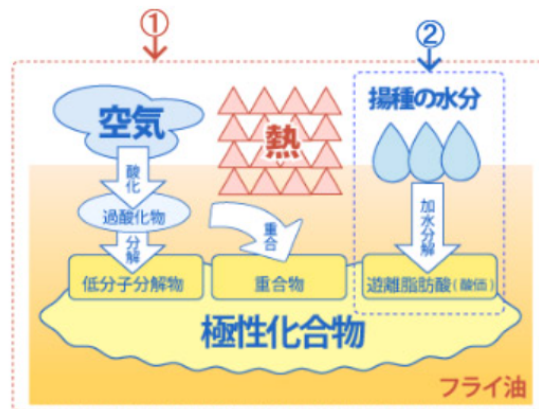 ①
②
空気
熱
揚種の水分
酸化
過酸化物
重合
加水分解
分解
低分子分解物
重合物
遊離脂肪酸(酸価)
極性化合物
フライ油